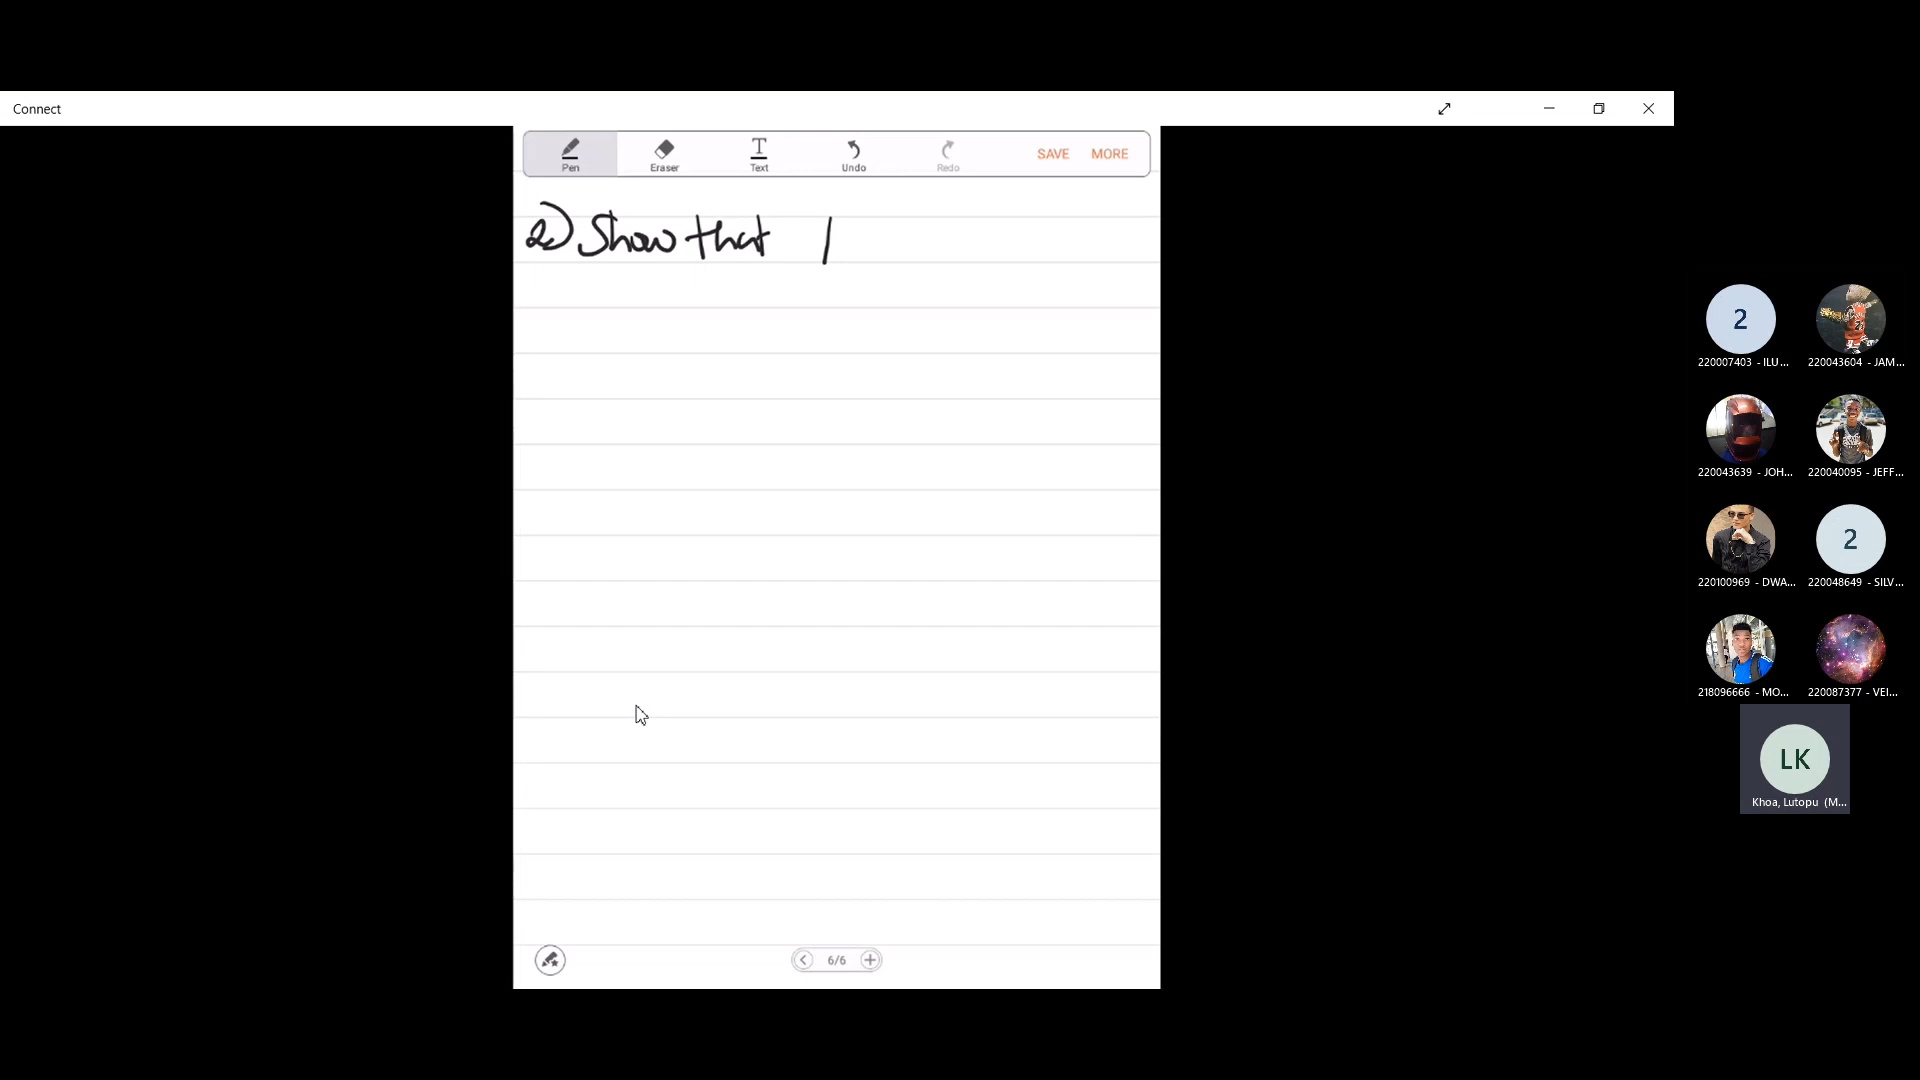 Connect
Pen
Eraser
Text
Undo
Redo
SAVE
MORE
2) Show that |
6/6
2
220007403 - ILU...
220043604 - JAM...
220043639 - JOH...
220040095 - JEFF...
2
220100969 - DWA...
220048649 - SILV...
218096666 - MO...
220087377 - VEI...
LK
Khoa, Lutopu (M...